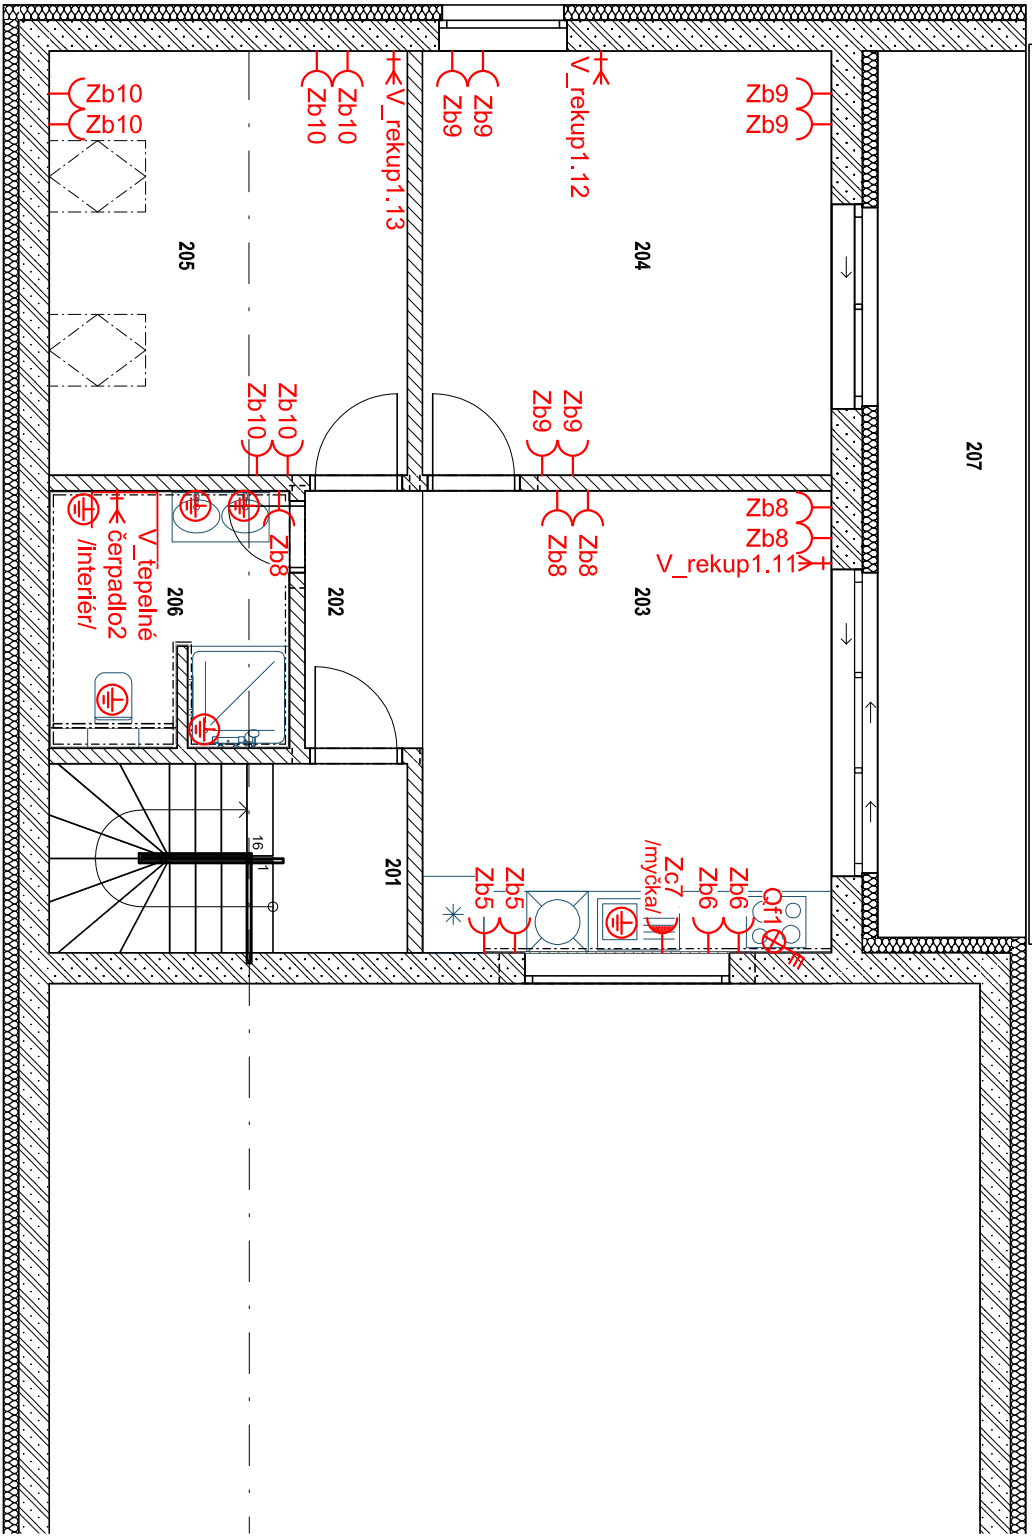 Zb10
Zb10
Zb10
Zb10
V_rekup1.13
Zb9
Zb9
V_rekup1.12
Zb9
Zb9
205
204
207
Zb10
Zb10
Zb9
Zb9
Zb8
Zb8
Zb8
Zb8
Zb8
V_rekup1.11
V_tepelné
čerpadlo2
/interiér/
206
202
203
16
1
201
Zb5
Zb5
Zc7
/myčka/
Zb6
Zb6
Qf1